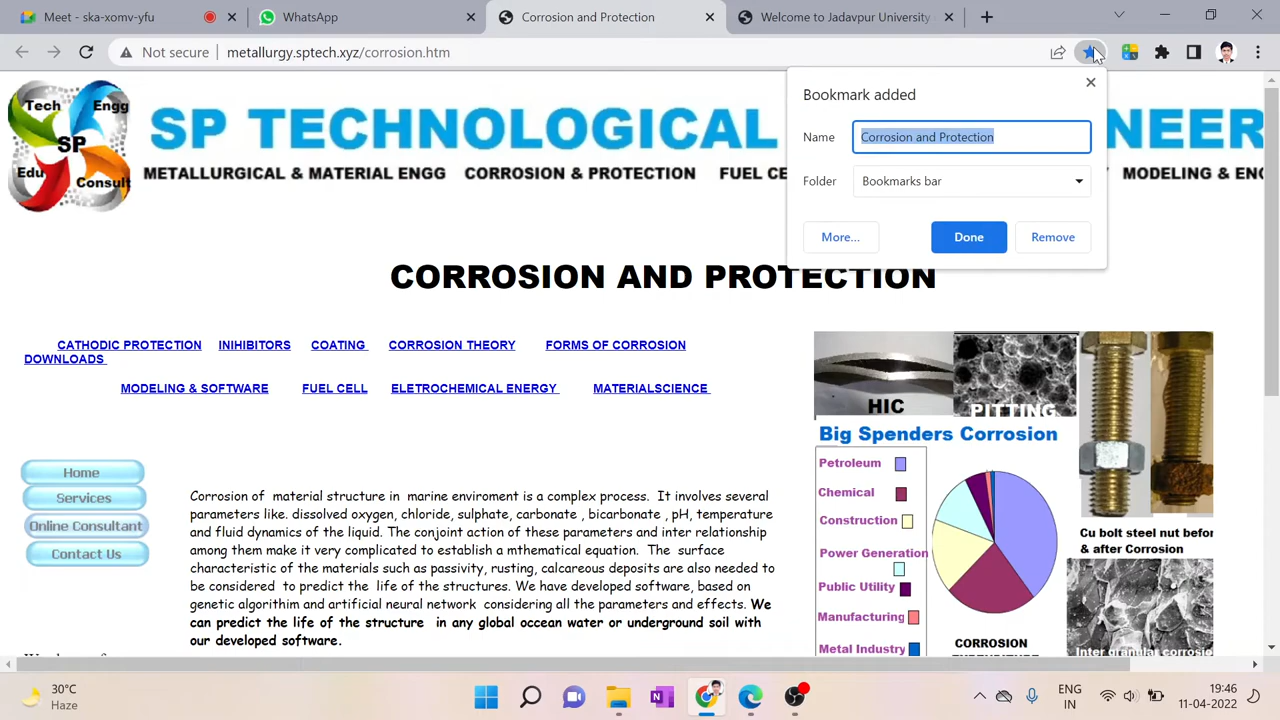 Meet - ska-xomv-yfu
WhatsApp
Corrosion and Protection
Welcome to Jadavpur University
Not secure
metallurgy.sptech.xyz/corrosion.htm
Bookmark added
Name
Corrosion and Protection
Folder
Bookmarks bar
More...
Done
Remove
Tech
Engg
SP
Edu
Consult
SP TECHNOLOGICAL
NEER
METALLURGICAL & MATERIAL ENGG CORROSION & PROTECTION FUEL CE
MODELING & ENG
CORROSION AND PROTECTION
CATHODIC PROTECTION INIHIBITORS COATING CORROSION THEORY FORMS OF CORROSION
DOWNLOADS
MODELING & SOFTWARE FUEL CELL ELETROCHEMICAL ENERGY MATERIALSCIENCE
Home
Services
Online Consultant
Contact Us
Corrosion of material structure in marine enviroment is a complex process. It involves several
parameters like. dissolved oxygen, chloride, sulphate, carbonate , bicarbonate , pH, temperature
and fluid dynamics of the liquid. The conjoint action of these parameters and inter relationship
among them make it very complicated to establish a mthematical equation. The surface
characteristic of the materials such as passivity, rusting, calcareous deposits are also needed to
be considered to predict the life of the structures. We have developed software, based on
genetic algorithm and artificial neural network considering all the parameters and effects. We
can predict the life of the structure in any global occean water or underground soil with
our developed software.
HIC
PITTING
Big Spenders Corrosion
Petroleum
Chemical
Construction
Power Generation
Public Utility
Manufacturing
Metal Industry
CORROSION
Cu bolt steel nut befor
& after Corrosion
Inter granular corrosio
30°C
Haze
ENG
IN
19:46
11-04-2022